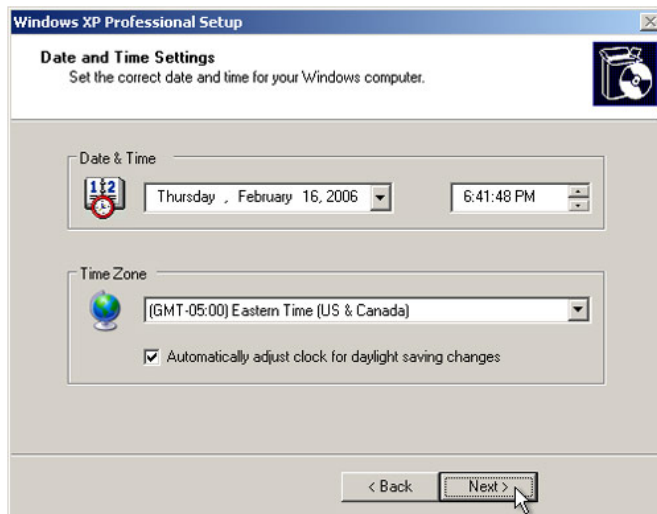 Windows XP Professional Setup
Date and Time Settings
Set the correct date and time for your Windows computer.
Date & Time
1 2
Thursday , February 16, 2006
6:41:48 PM
Time Zone
(GMT-05:00) Eastern Time (US & Canada)
Automatically adjust clock for daylight saving changes
< Back
Next >